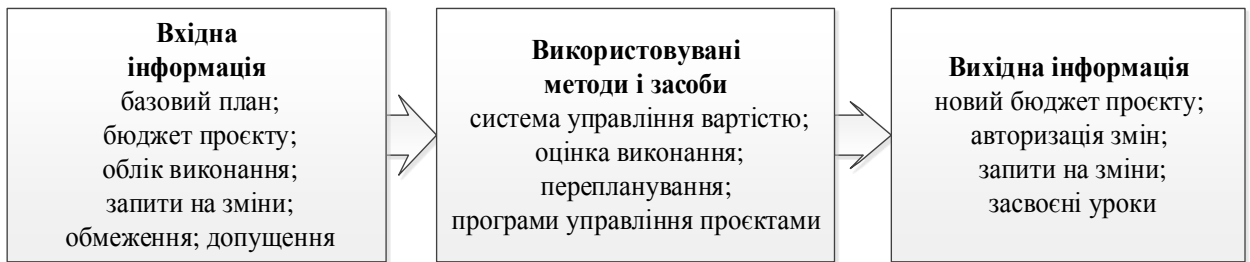 Вхідна
інформація
базовий план;
бюджет проєкту;
облік виконання;
запити на зміни;
обмеження; допущення
Використовувані
методи і засоби
система управління вартістю;
оцінка виконання;
перепланування;
програми управління проєктами
Вихідна інформація
новий бюджет проєкту;
авторизація змін;
запити на зміни;
засвоєні уроки